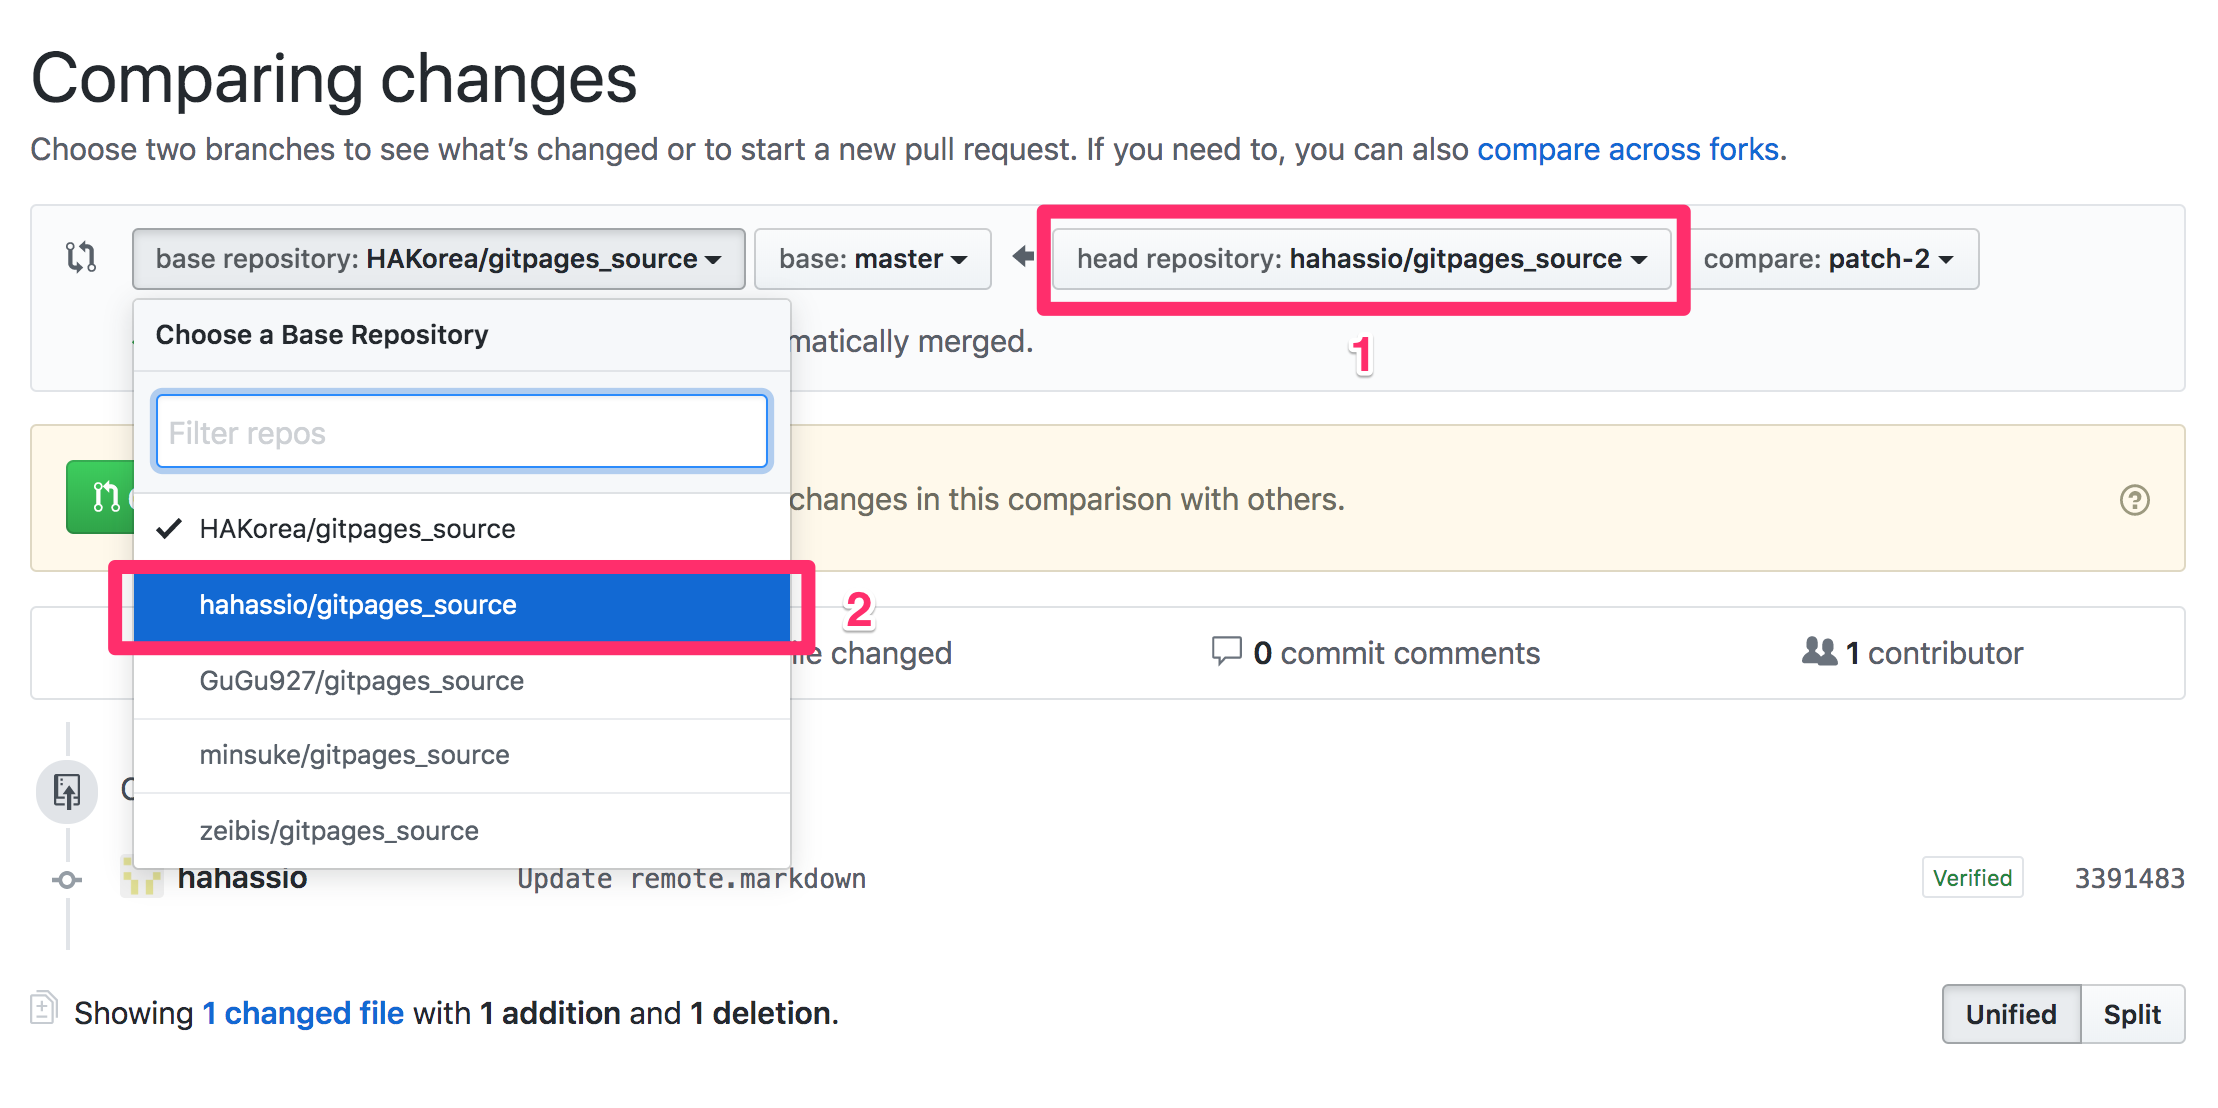 Comparing changes
Choose two branches to see what’s changed or to start a new pull request. If you need to, you can also compare across forks.
base repository: HAKorea/gitpages_source base: master head repository: hahassio/gitpages_source compare: patch-2
1
Choose a Base Repository
matically merged.
Filter repos
changes in this comparison with others.
HAKorea/gitpages_source
hahassio/gitpages_source
2
file changed 0 commit comments 1 contributor
GuGu927/gitpages_source
minsuke/gitpages_source
zeibis/gitpages_source
hahassio Update remote.markdown Verified 3391483
Showing 1 changed file with 1 addition and 1 deletion.
Unified Split